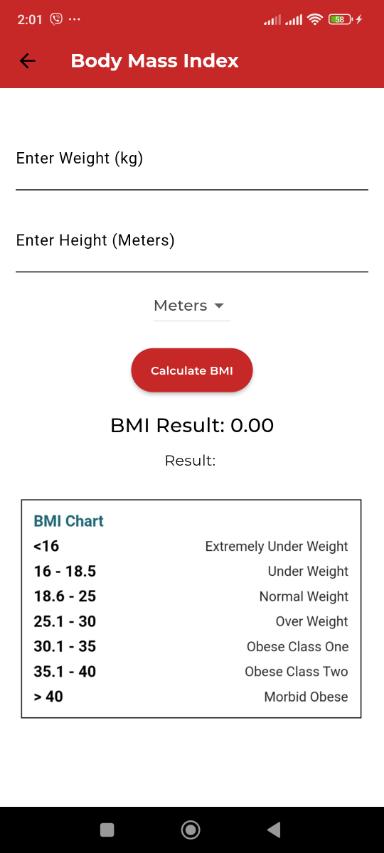 2:01
58
Body Mass Index
Enter Weight (kg)
Enter Height (Meters)
Meters
Calculate BMI
BMI Result: 0.00
Result:
BMI Chart
<16 Extremely Under Weight
16 - 18.5 Under Weight
18.6 - 25 Normal Weight
25.1 - 30 Over Weight
30.1 - 35 Obese Class One
35.1 - 40 Obese Class Two
> 40 Morbid Obese